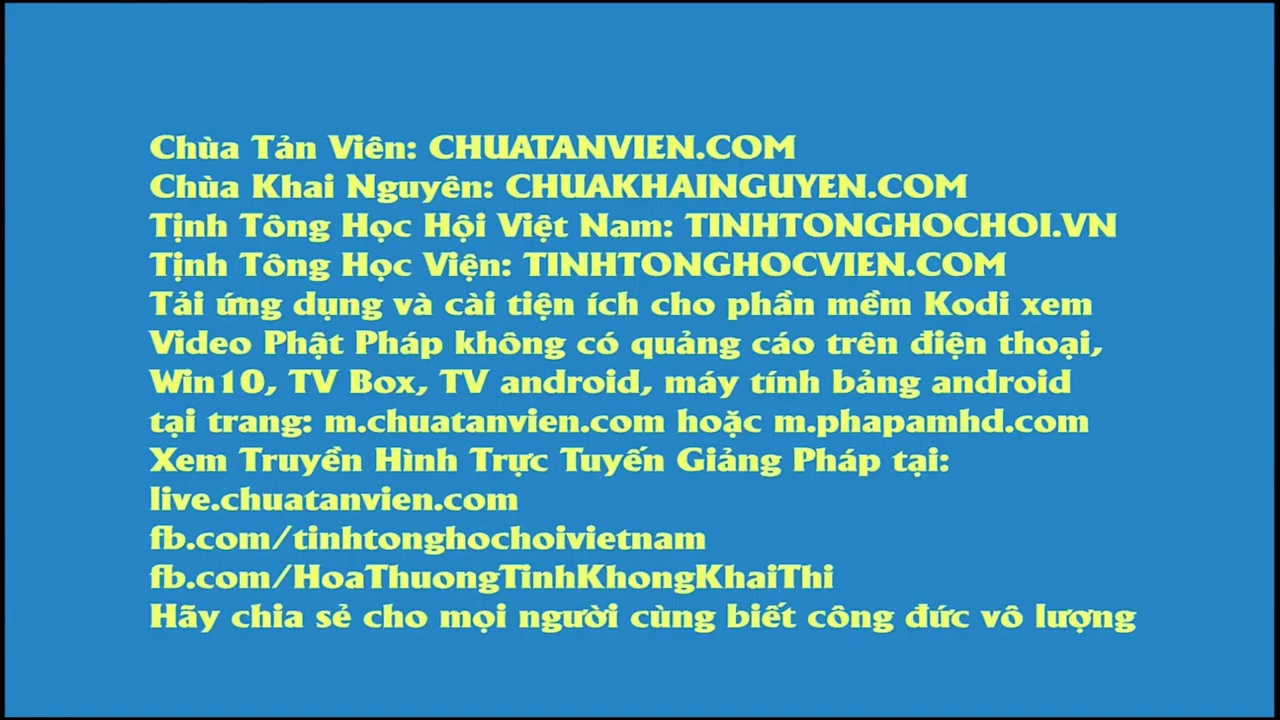 Chùa Tản Viên: CHUATANVIEN.COM
Chùa Khai Nguyên: CHUAKHAINGUYEN.COM
Tịnh Tông Học Hội Việt Nam: TINHTONGHOCHOI.VN
Tịnh Tông Học Viện: TINHTONGHOCVIEN.COM
Tải ứng dụng và cài tiện ích cho phần mềm Kodi xem
Video Phật Pháp không có quảng cáo trên điện thoại,
Win10, TV Box, TV android, máy tính bảng android
tại trang: m.chuatanvien.com hoặc m.phapamhd.com
Xem Truyền Hình Trực Tuyến Giảng Pháp tại:
live.chuatanvien.com
fb.com/tinhtonghochoivietnam
fb.com/HoaThuongTinhKhongKhaiThi
Hãy chia sẻ cho mọi người cùng biết công đức vô lượng